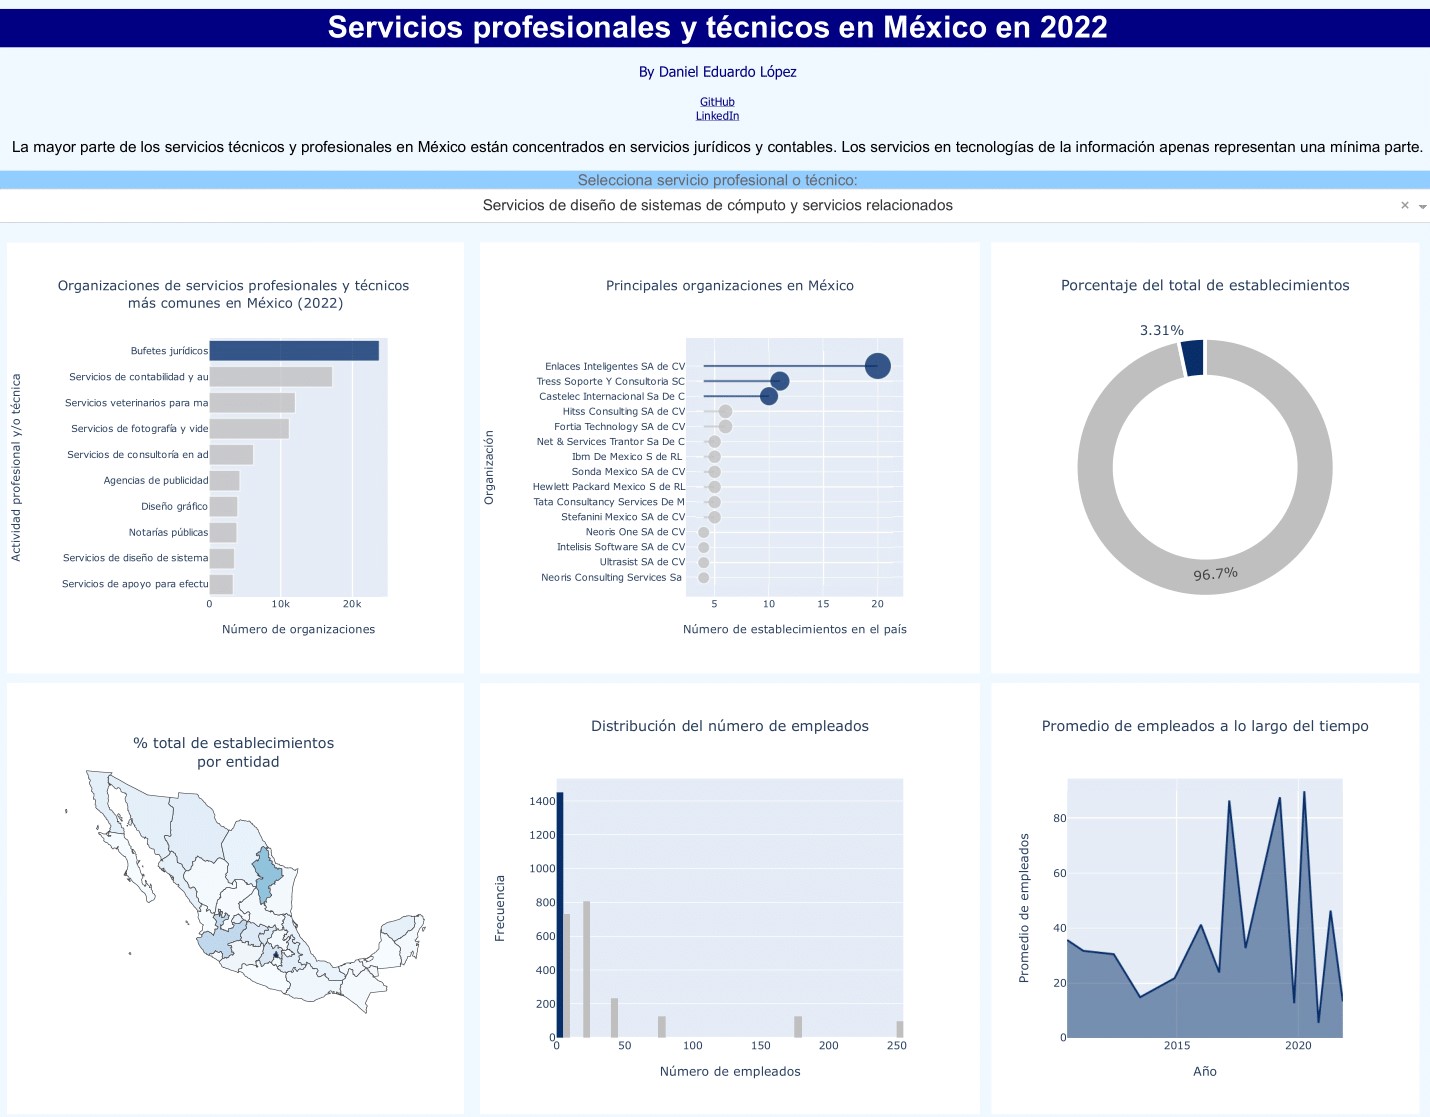 Servicios profesionales y técnicos en México en 2022
By Daniel Eduardo López
GitHub
LinkedIn
La mayor parte de los servicios técnicos y profesionales en México están concentrados en servicios jurídicos y contables. Los servicios en tecnologías de la información apenas representan una mínima parte.
Selecciona servicio profesional o técnico:
Servicios de diseño de sistemas de cómputo y servicios relacionados
×
Organizaciones de servicios profesionales y técnicos
más comunes en México (2022)
Actividad profesional y/o técnica
Bufetes jurídicos
Servicios de contabilidad y au
Servicios veterinarios para ma
Servicios de fotografía y vide
Servicios de consultoría en ad
Agencias de publicidad
Diseño gráfico
Notarías públicas
Servicios de diseño de sistema
Servicios de apoyo para efectu
0 10k 20k
Número de organizaciones
Principales organizaciones en México
Organización
Enlaces Inteligentes SA de CV
Tress Soporte Y Consultoria SC
Castelec Internacional Sa De C
Hitss Consulting SA de CV
Fortia Technology SA de CV
Net & Services Trantor Sa De C
Ibm De Mexico S de RL
Sonda Mexico SA de CV
Hewlett Packard Mexico S de RL
Tata Consultancy Services De M
Stefanini Mexico SA de CV
Neoris One SA de CV
Intelisis Software SA de CV
Ultrasist SA de CV
Neoris Consulting Services Sa
5 10 15 20
Número de establecimientos en el país
Porcentaje del total de establecimientos
3.31%
96.7%
% total de establecimientos
por entidad
Distribución del número de empleados
Frecuencia
1400
1200
1000
800
600
400
200
0
0 50 100 150 200 250
Número de empleados
Promedio de empleados a lo largo del tiempo
Promedio de empleados
80
60
40
20
0
2015 2020
Año